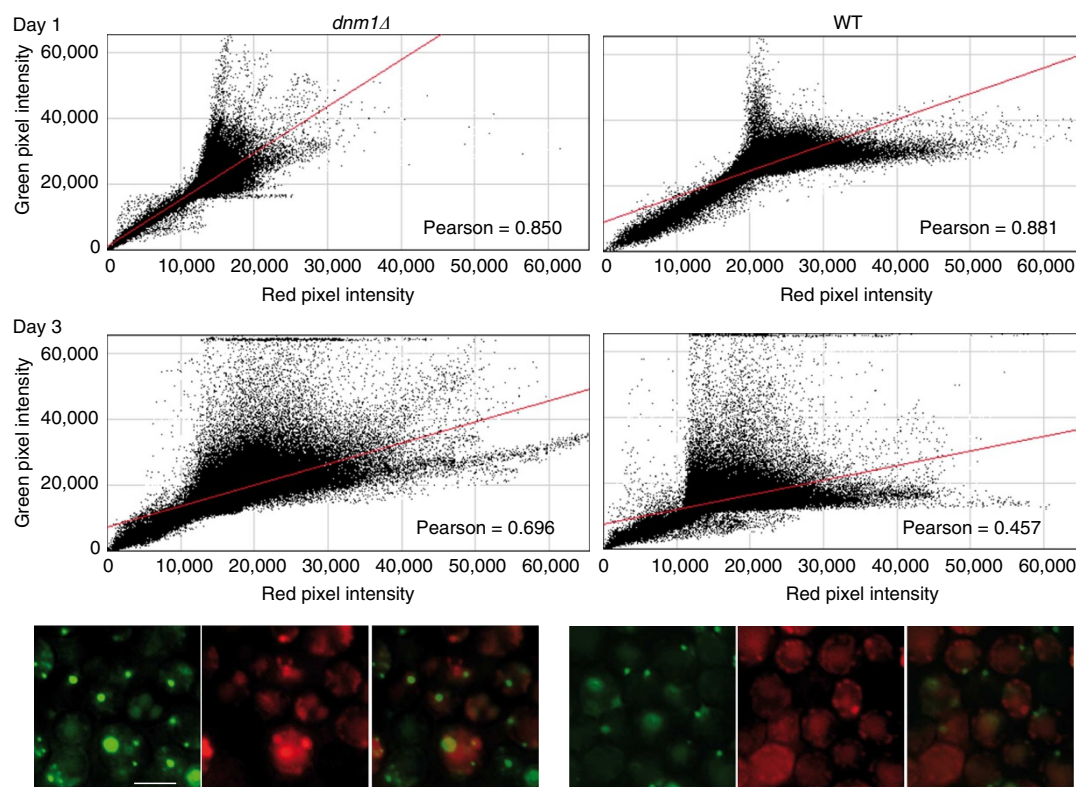 Day 1
dnm1Δ
WT
Green pixel intensity
60,000
40,000
20,000
0
Pearson = 0.850
Pearson = 0.881
0 10,000 20,000 30,000 40,000 50,000 60,000
0 10,000 20,000 30,000 40,000 50,000 60,000
Red pixel intensity
Red pixel intensity
Day 3
Green pixel intensity
60,000
40,000
20,000
0
Pearson = 0.696
Pearson = 0.457
0 10,000 20,000 30,000 40,000 50,000 60,000
0 10,000 20,000 30,000 40,000 50,000 60,000
Red pixel intensity
Red pixel intensity